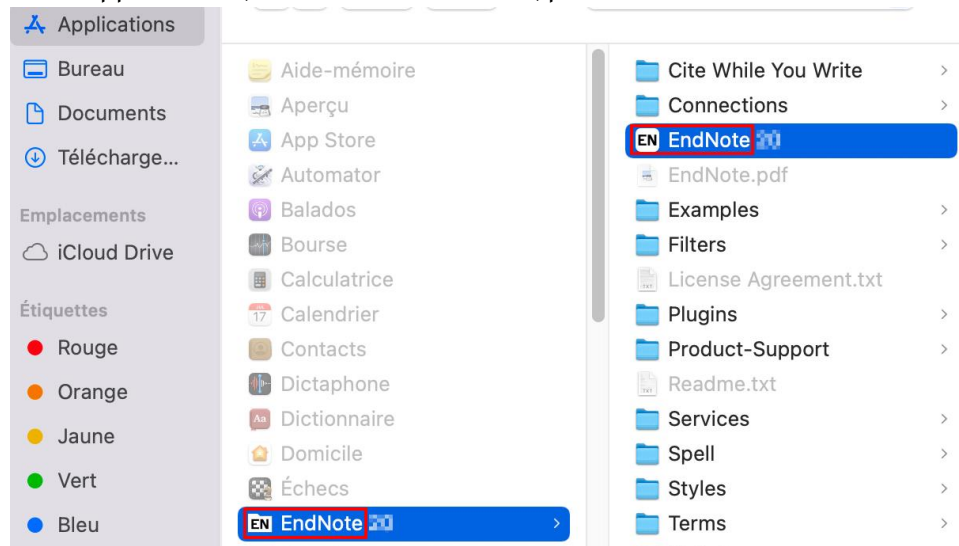 Applications
Bureau
Documents
Télécharge...
Emplacements
iCloud Drive
Étiquettes
Rouge
Orange
Jaune
Vert
Bleu
Aide-mémoire
Aperçu
App Store
Automator
Balados
Bourse
Calculatrice
Calendrier
Contacts
Dictaphone
Dictionnaire
Domicile
Échecs
EN EndNote
Cite While You Write
Connections
EN EndNote
EndNote.pdf
Examples
Filters
License Agreement.txt
Plugins
Product-Support
Readme.txt
Services
Spell
Styles
Terms